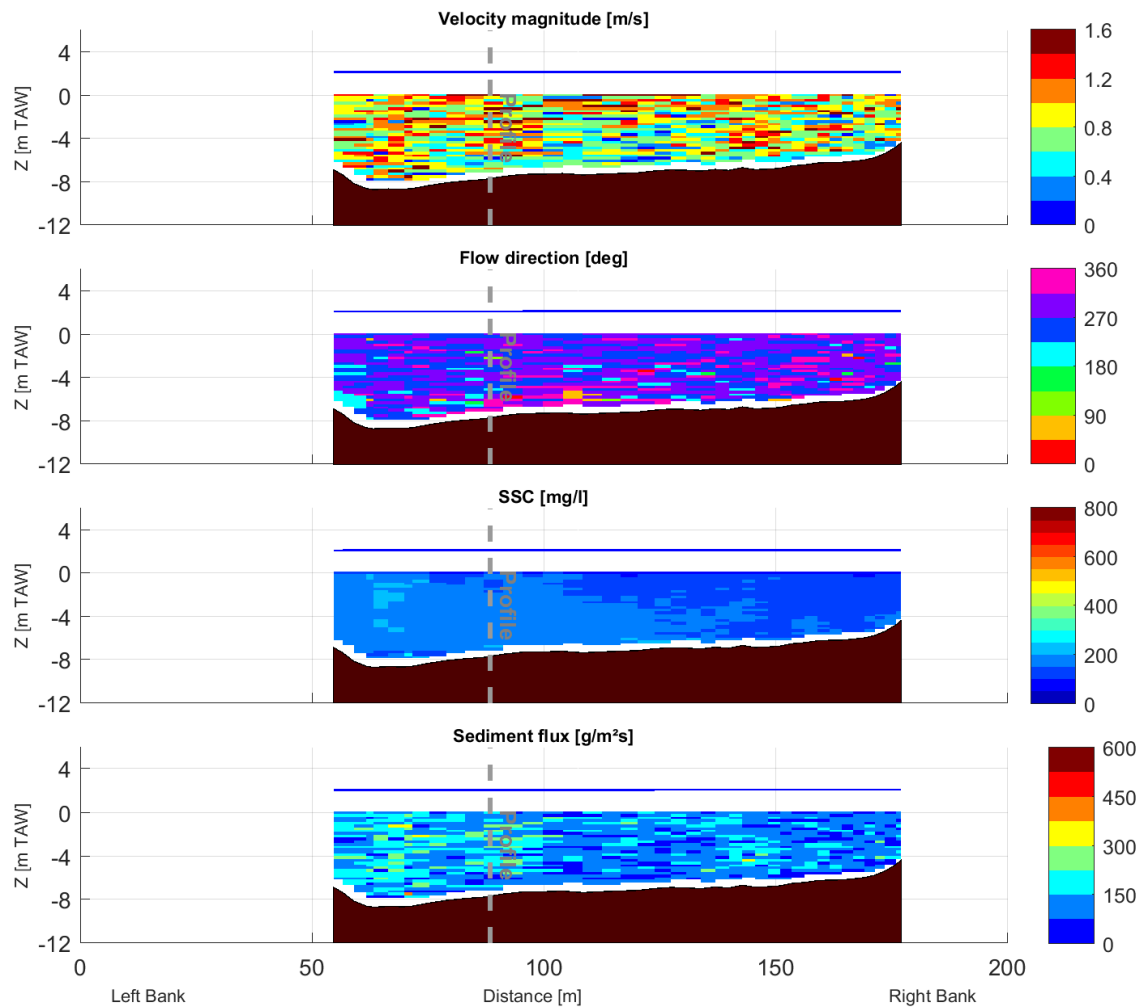 Velocity magnitude [m/s]
Z [m TAW]
4
0
-4
-8
-12
Profile
1.6
1.2
0.8
0.4
0
Flow direction [deg]
Z [m TAW]
4
0
-4
-8
-12
Profile
360
270
180
90
0
SSC [mg/l]
Z [m TAW]
4
0
-4
-8
-12
Profile
800
600
400
200
0
Sediment flux [g/m²s]
Z [m TAW]
4
0
-4
-8
-12
Profile
600
450
300
150
0
0 50 100 150 200
Left Bank Distance [m] Right Bank